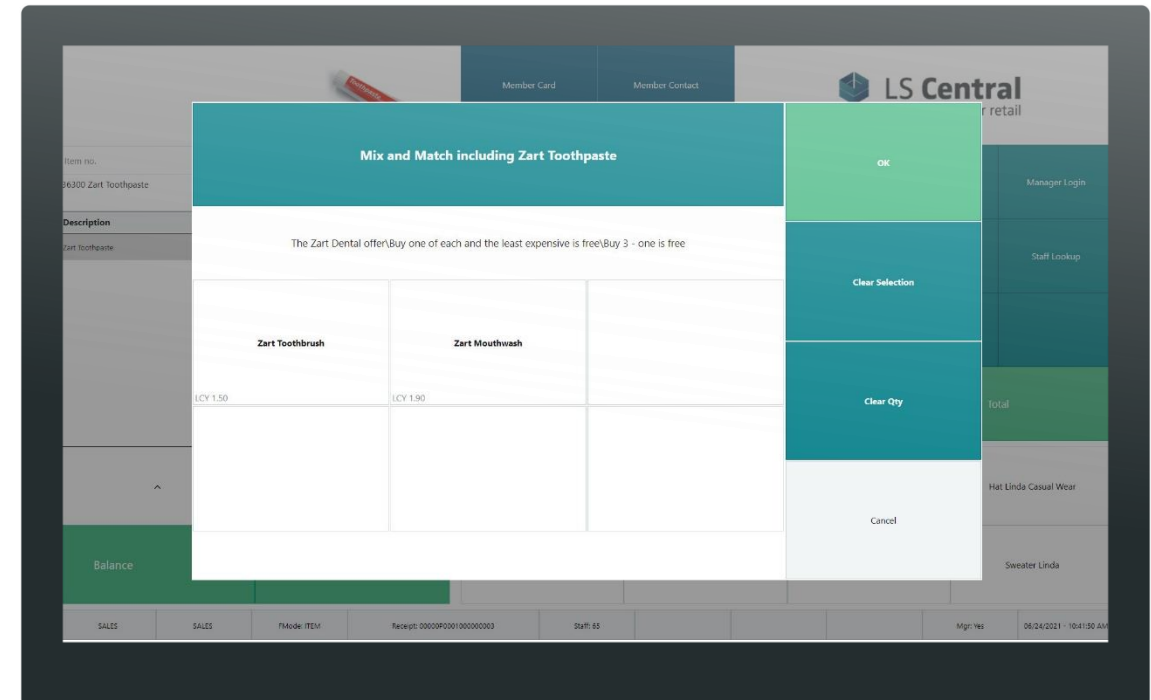 Toothpaste
Member Card
Member Contact
LS Central
r retail
Mix and Match including Zart Toothpaste
OK
Item no.
36300 Zart Toothpaste
Manager Login
Description
Zart Toothpaste
The Zart Dental offer\Buy one of each and the least expensive is free\Buy 3 - one is free
Staff Lookup
Clear Selection
Zart Toothbrush
Zart Mouthwash
LCY 1.50
LCY 1.90
Clear Qty
Total
Hat Linda Casual Wear
Cancel
Balance
Sweater Linda
SALES
SALES
FMode: ITEM
Receipt: 00000P0001000000003
Staff: 65
Mgr: Yes
06/24/2021 - 10:41:50 AM